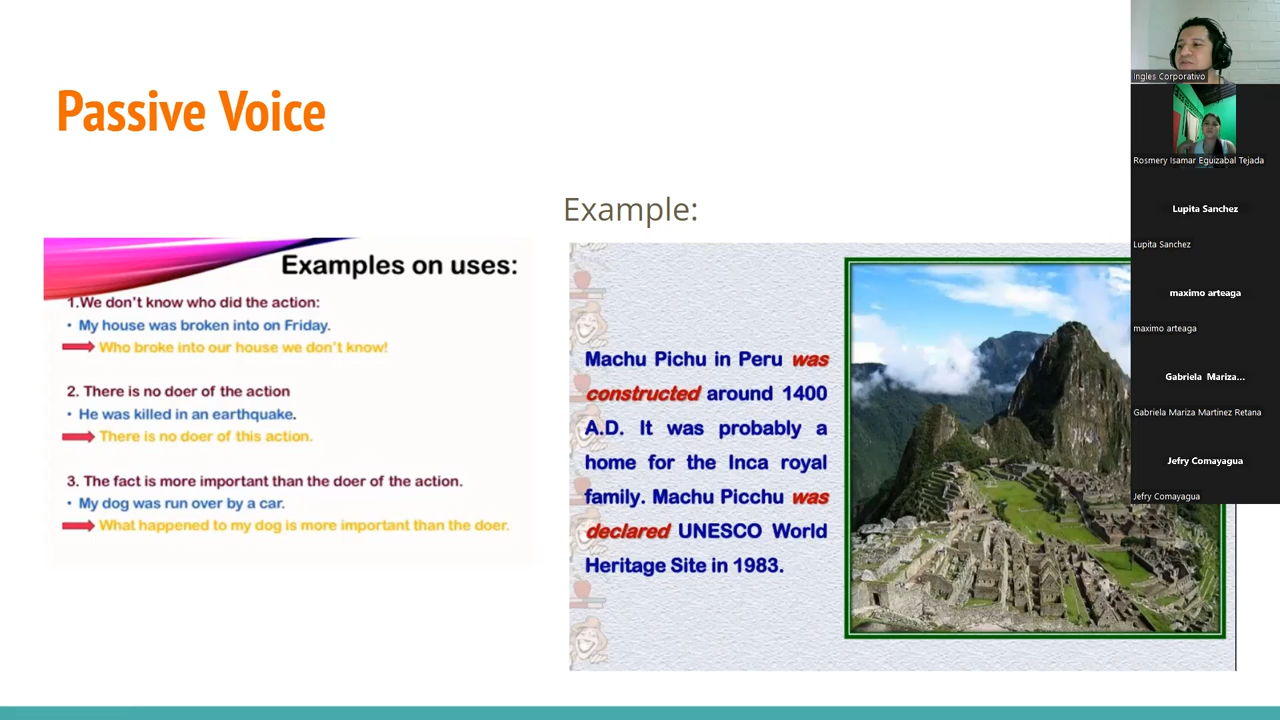 Passive Voice
Example:
Examples on uses:
1.We don't know who did the action:
• My house was broken into on Friday.
Who broke into our house we don't know!
2. There is no doer of the action
• He was killed in an earthquake.
There is no doer of this action.
3. The fact is more important than the doer of the action.
• My dog was run over by a car.
What happened to my dog is more important than the doer.
Machu Pichu in Peru was
constructed around 1400
A.D. It was probably a
home for the Inca royal
family. Machu Picchu was
declared UNESCO World
Heritage Site in 1983.
Ingles Corporativo
Rosmery Isamar Eguizabal Tejada
Lupita Sanchez
Lupita Sanchez
maximo arteaga
maximo arteaga
Gabriela Mariza...
Gabriela Mariza Martinez Retana
Jefry Comayagua
Jefry Comayagua